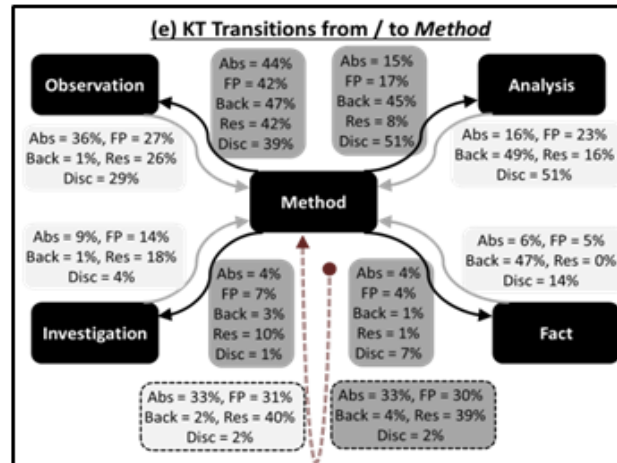 (e) KT Transitions from / to Method
Observation
Abs = 44%
FP = 42%
Back = 47%
Res = 42%
Disc = 39%
Abs = 15%
FP = 17%
Back = 45%
Res = 8%
Disc = 51%
Analysis
Abs = 36%, FP = 27%
Back = 1%, Res = 26%
Disc = 29%
Abs = 16%, FP = 23%
Back = 49%, Res = 16%
Disc = 51%
Method
Abs = 9%, FP = 14%
Back = 1%, Res = 18%
Disc = 4%
Abs = 6%, FP = 5%
Back = 47%, Res = 0%
Disc = 14%
Investigation
Abs = 4%
FP = 7%
Back = 3%
Res = 10%
Disc = 1%
Abs = 4%
FP = 4%
Back = 1%
Res = 1%
Disc = 7%
Fact
Abs = 33%, FP = 31%
Back = 2%, Res = 40%
Disc = 2%
Abs = 33%, FP = 30%
Back = 4%, Res = 39%
Disc = 2%